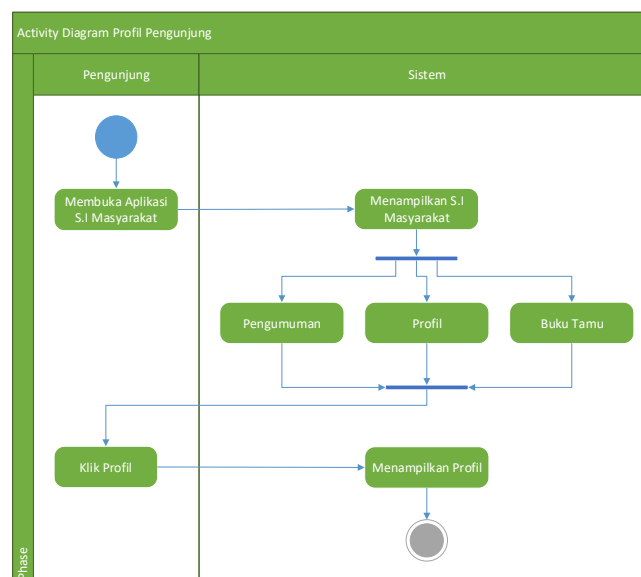 Activity Diagram Profil Pengunjung
Pengunjung
Sistem
Membuka Aplikasi
S.I Masyarakat
Menampilkan S.I
Masyarakat
Pengumuman
Profil
Buku Tamu
Klik Profil
Menampilkan Profil
Phase